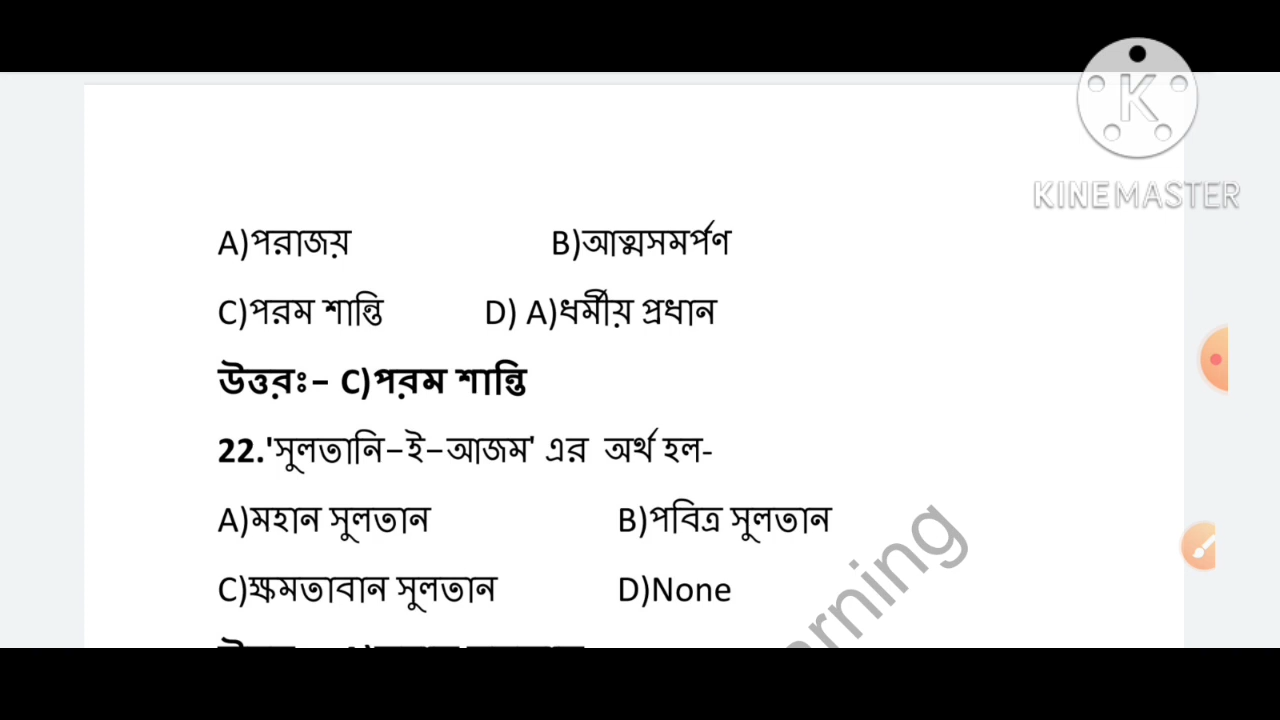 KINEMASTER
A)পরাজয় B)আত্মসমর্পণ
C)পরম শান্তি D) A)ধর্মীয় প্রধান
উত্তরঃ– C)পরম শান্তি
22.'সুলতানি–ই–আজম' এর অর্থ হল-
A)মহান সুলতান B)পবিত্র সুলতান
C)ক্ষমতাবান সুলতান D)None